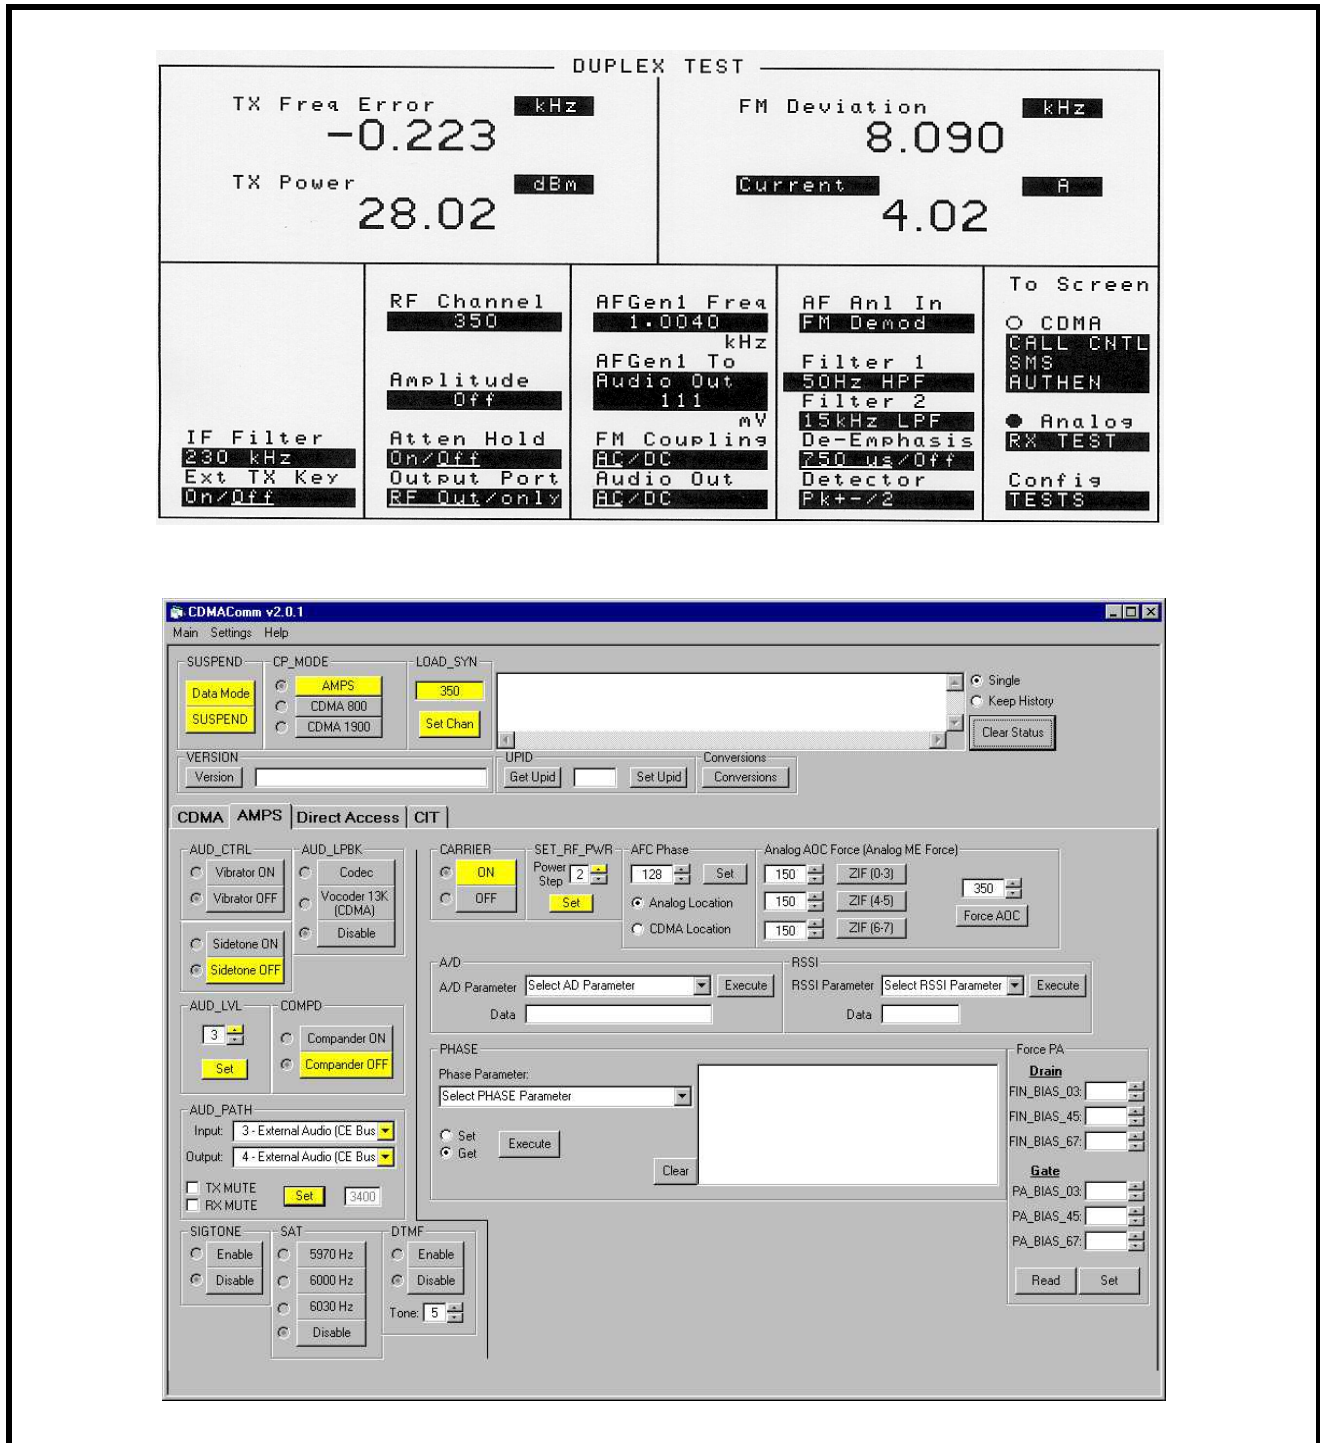 DUPLEX TEST
TX Freq Error kHz
-0.223
TX Power dBm
28.02
FM Deviation kHz
8.090
Current A
4.02
IF Filter
230 kHz
Ext TX Key
On/Off
RF Channel
350
Amplitude
Off
Atten Hold
On/Off
Output Port
RF Out/only
AFGen1 Freq
1.0040
kHz
AFGen1 To
Audio Out
111
mV
FM Coupling
AC/DC
Audio Out
AC/DC
AF Anl In
FM Demod
Filter 1
50Hz HPF
Filter 2
15kHz LPF
De-Emphasis
750 us/Off
Detector
Pk+-/2
To Screen
CDMA
CALL CNTL
SMS
AUTHEN
Analog
RX TEST
Config
TESTS
CDMAComm v2.0.1
Main Settings Help
SUSPEND
Data Mode
SUSPEND
CP_MODE
AMPS
CDMA 800
CDMA 1900
LOAD_SYN
350
Set Chan
Single
Keep History
Clear Status
VERSION
Version
UPID
Get Upid Set Upid
Conversions
Conversions
CDMA AMPS Direct Access CIT
AUD_CTRL
Vibrator ON
Vibrator OFF
Sidetone ON
Sidetone OFF
AUD_LPBK
Codec
Vocoder 13K
(CDMA)
Disable
AUD_LVL
3
Set
COMPD
Compander ON
Compander OFF
AUD_PATH
Input: 3 - External Audio (CE Bus
Output: 4 - External Audio (CE Bus
TX MUTE
RX MUTE
Set 3400
SIGTONE
Enable
Disable
SAT
5970 Hz
6000 Hz
6030 Hz
Disable
DTMF
Enable
Disable
Tone: 5
CARRIER
ON
OFF
SET_RF_PWR
Power
Step 2
Set
AFC Phase
128 Set
Analog Location
CDMA Location
Analog AOC Force (Analog ME Force)
150 ZIF (0-3)
150 ZIF (4-5)
150 ZIF (6-7)
350
Force AOC
A/D
A/D Parameter Select AD Parameter Execute
Data
RSSI
RSSI Parameter Select RSSI Parameter Execute
Data
PHASE
Phase Parameter:
Select PHASE Parameter
Set
Get
Execute
Clear
Force PA
Drain
FIN_BIAS_03:
FIN_BIAS_45:
FIN_BIAS_67:
Gate
PA_BIAS_03:
PA_BIAS_45:
PA_BIAS_67:
Read Set